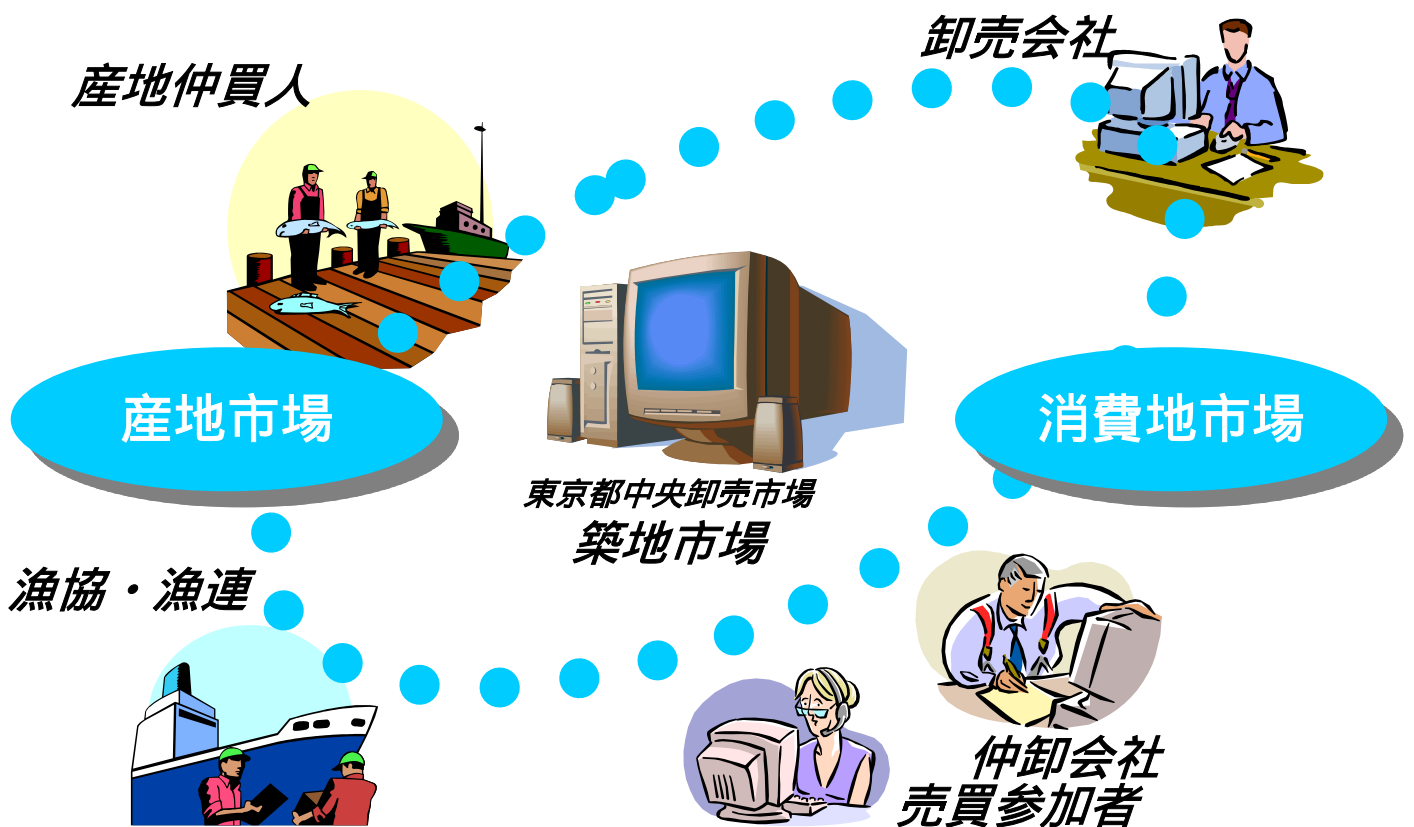 卸売会社
産地仲買人
産地市場
消費地市場
東京都中央卸売市場
築地市場
漁協・漁連
仲卸会社
売買参加者